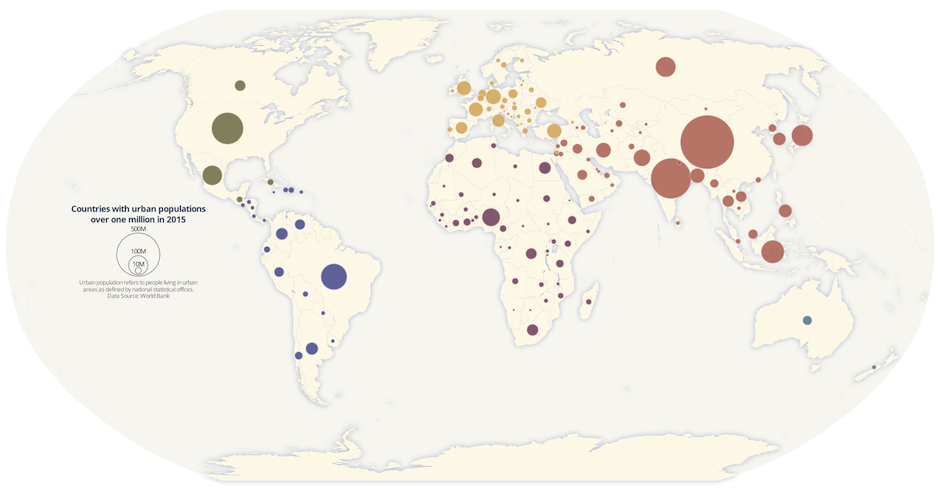 Countries with urban populations
over one million in 2015
500M
100M
10M
Urban population refers to people living in urban
areas as defined by national statistical offices.
Data Source: World Bank